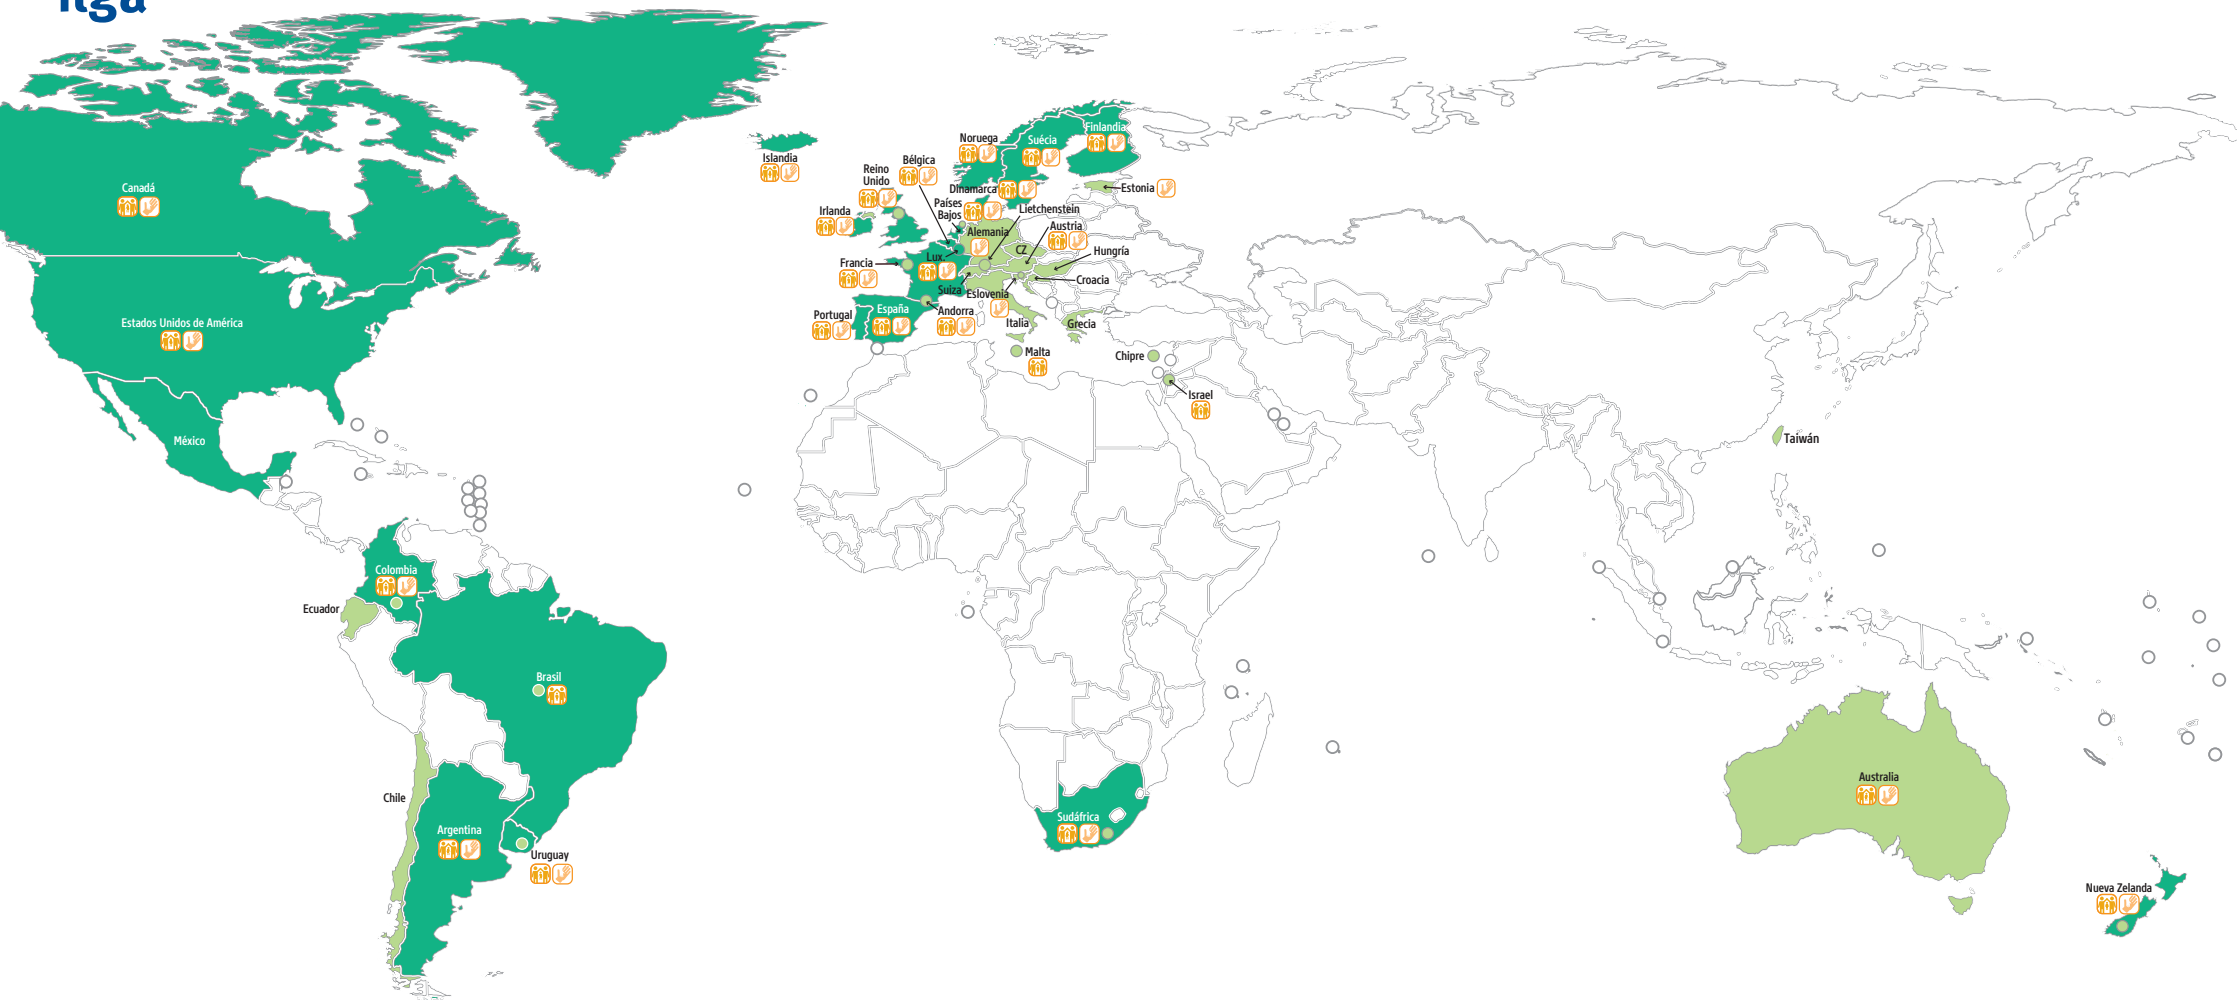 ilga
Canadá
Estados Unidos de América
México
Islandia
Irlanda
Reino
Unido
Bélgica
Noruega
Suécia
Finlandia
Dinamarca
Estonia
Países
Bajos
Lietchenstein
Alemania
Austria
CZ
Hungría
Lux.
Francia
Croacia
Suiza
Eslovenia
Portugal
España
Andorra
Italia
Grecia
Malta
Chipre
Israel
Taiwán
Colombia
Ecuador
Brasil
Chile
Argentina
Uruguay
Sudáfrica
Australia
Nueva Zelanda